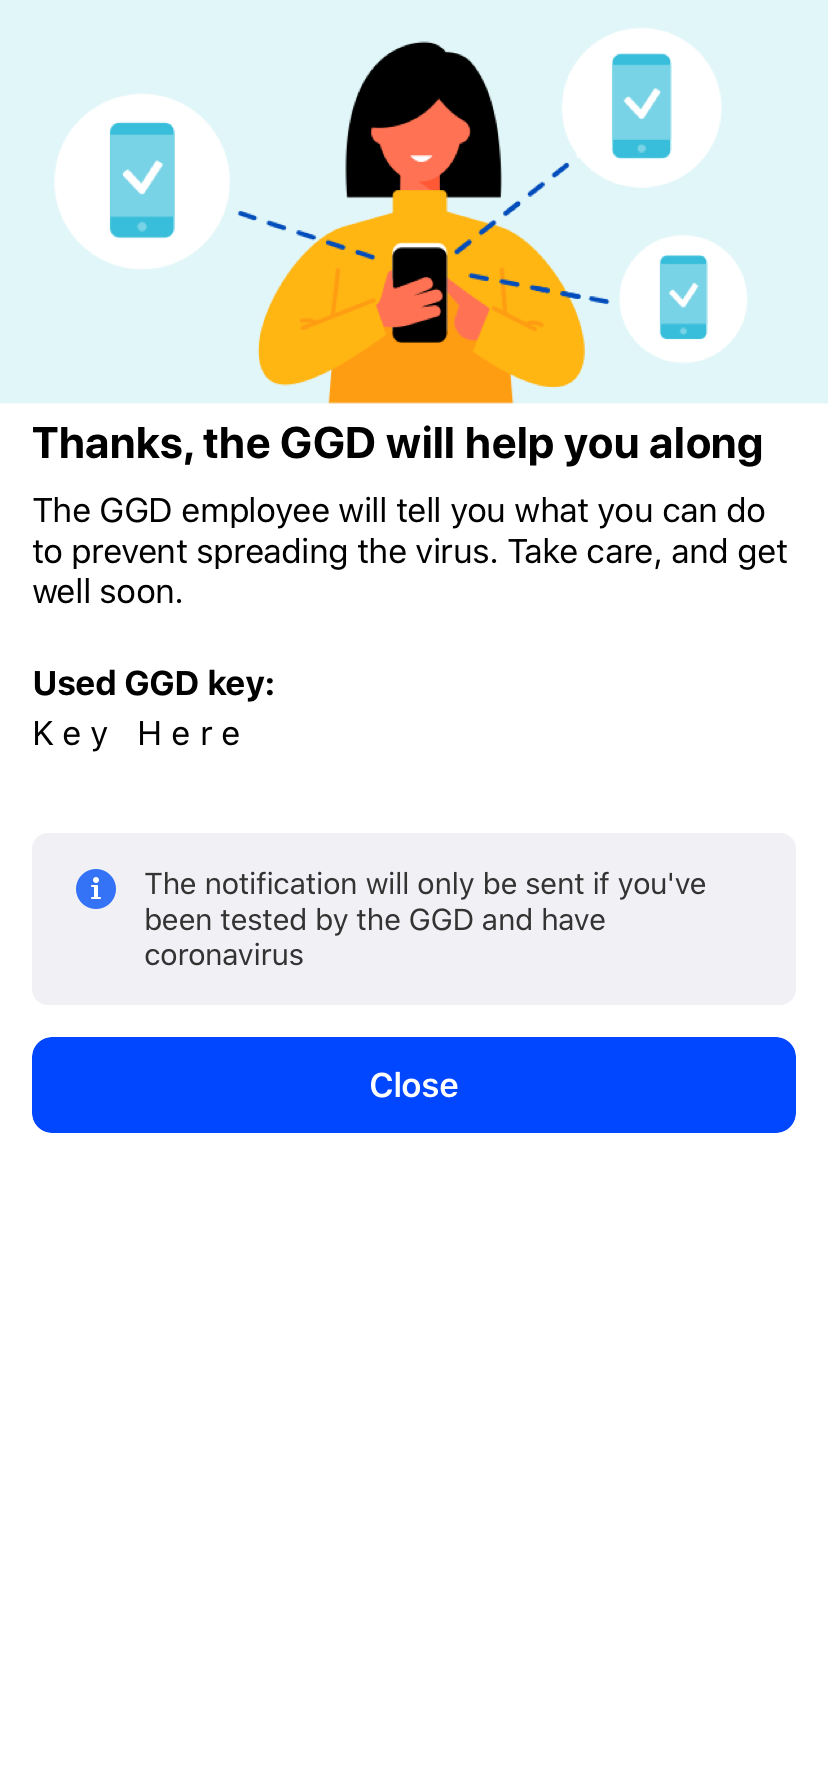 Thanks, the GGD will help you along
The GGD employee will tell you what you can do
to prevent spreading the virus. Take care, and get
well soon.
Used GGD key:
Key Here
The notification will only be sent if you've
been tested by the GGD and have
coronavirus
Close